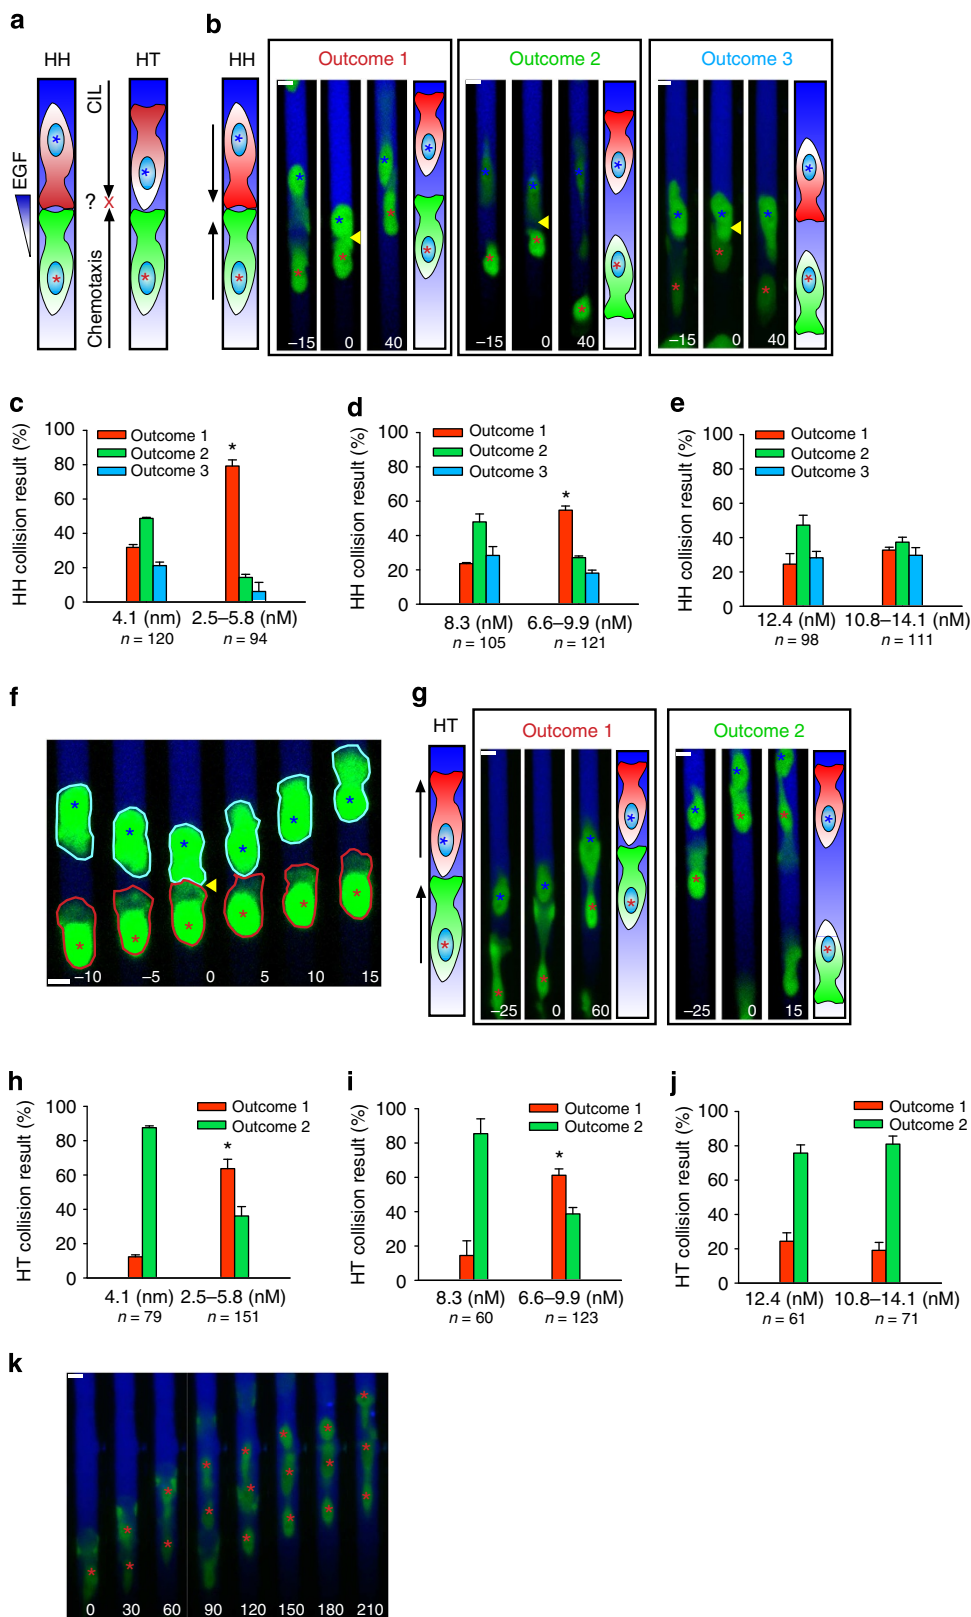 a
HH
HT
EGF
CIL
?
X
Chemotaxis
b
HH
Outcome 1
Outcome 2
Outcome 3
–15
0
40
–15
0
40
–15
0
40
c
HH collision result (%)
100
80
60
40
20
0
Outcome 1
Outcome 2
Outcome 3
*
4.1 (nm)
2.5–5.8 (nM)
n = 120
n = 94
d
HH collision result (%)
100
80
60
40
20
0
Outcome 1
Outcome 2
Outcome 3
*
8.3 (nM)
6.6–9.9 (nM)
n = 105
n = 121
e
HH collision result (%)
100
80
60
40
20
0
Outcome 1
Outcome 2
Outcome 3
12.4 (nM)
10.8–14.1 (nM)
n = 98
n = 111
f
–10
–5
0
5
10
15
g
HT
Outcome 1
Outcome 2
–25
0
60
–25
0
15
h
HT collision result (%)
100
80
60
40
20
0
Outcome 1
Outcome 2
*
4.1 (nm)
2.5–5.8 (nM)
n = 79
n = 151
i
HT collision result (%)
100
80
60
40
20
0
Outcome 1
Outcome 2
*
8.3 (nM)
6.6–9.9 (nM)
n = 60
n = 123
j
HT collision result (%)
100
80
60
40
20
0
Outcome 1
Outcome 2
12.4 (nM)
10.8–14.1 (nM)
n = 61
n = 71
k
0
30
60
90
120
150
180
210